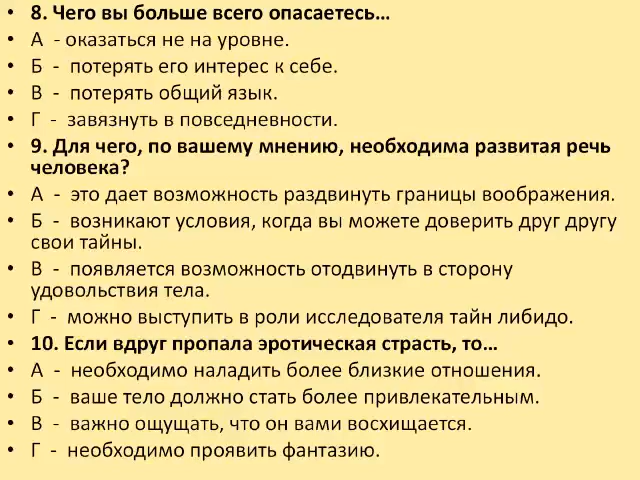 • 8. Чего вы больше всего опасаетесь…
• А - оказаться не на уровне.
• Б - потерять его интерес к себе.
• В - потерять общий язык.
• Г - завязнуть в повседневности.
• 9. Для чего, по вашему мнению, необходима развитая речь
человека?
• А - это дает возможность раздвинуть границы воображения.
• Б - возникают условия, когда вы можете доверить друг другу
свои тайны.
• В - появляется возможность отодвинуть в сторону
удовольствия тела.
• Г - можно выступить в роли исследователя тайн либидо.
• 10. Если вдруг пропала эротическая страсть, то…
• А - необходимо наладить более близкие отношения.
• Б - ваше тело должно стать более привлекательным.
• В - важно ощущать, что он вами восхищается.
• Г - необходимо проявить фантазию.